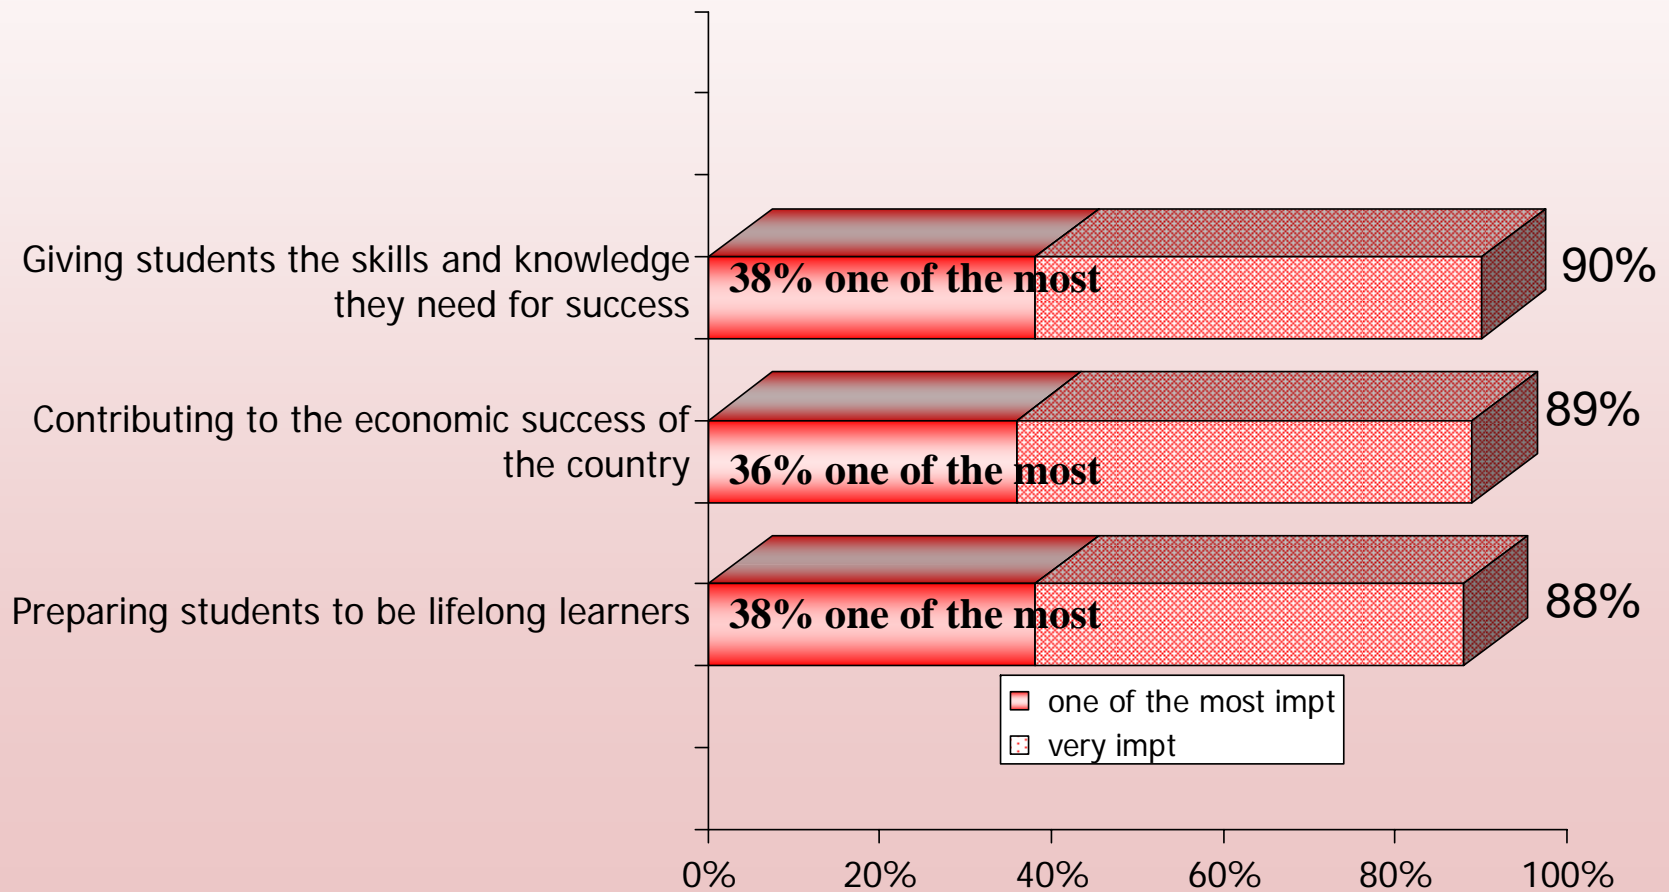 Giving students the skills and knowledge
they need for success
38% one of the most
90%
Contributing to the economic success of
the country
36% one of the most
89%
Preparing students to be lifelong learners
38% one of the most
88%
one of the most impt
very impt
0% 20% 40% 60% 80% 100%